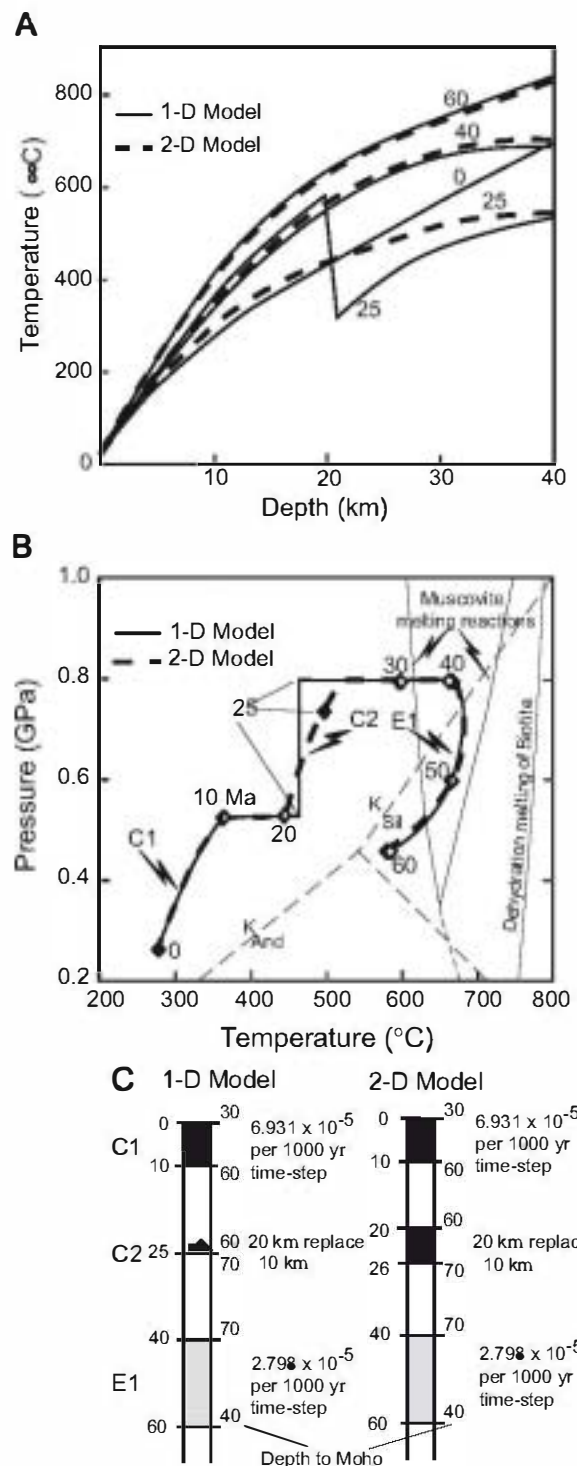 A
800
600
400
200
0
Temperature ( ∞C)
1-D Model
2-D Model
60
40
0
25
25
10
20
30
40
Depth (km)
B
1.0
0.8
0.6
0.4
0.2
Pressure (GPa)
1-D Model
2-D Model
Muscovite
melting reactions
30
40
25
C2
E1
10 Ma
50
20
C1
K
Sil
60
0
K
And
Dehydration melting of Biotite
200
300
400
500
600
700
800
Temperature (°C)
C
1-D Model
2-D Model
C1
0
30
10
60
6.931 x 10-5
per 1000 yr
time-step
C2
60
25
70
20 km replace
10 km
E1
40
70
60
40
2.798 x 10-5
per 1000 yr
time-step
0
30
10
60
6.931 x 10-5
per 1000 yr
time-step
20
60
26
70
20 km replace
10 km
40
70
60
40
2.798 x 10-5
per 1000 yr
time-step
Depth to Moho